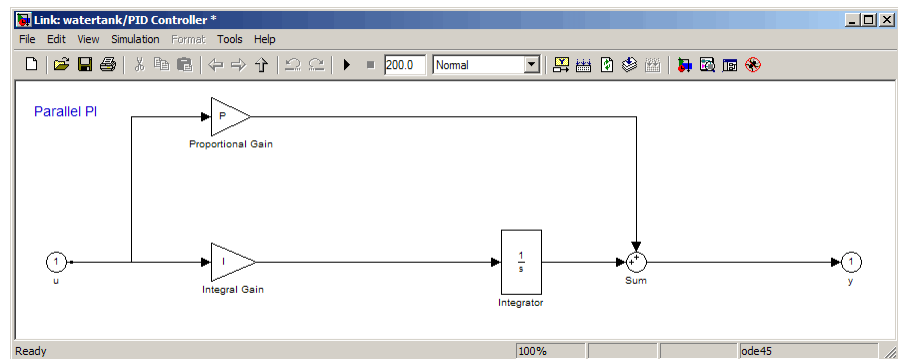 Link: watertank/PID Controller *
File Edit View Simulation Format Tools Help
200.0 Normal
Parallel PI
P
Proportional Gain
1
u
I
Integral Gain
1
s
Integrator
++
Sum
1
y
Ready 100% ode45